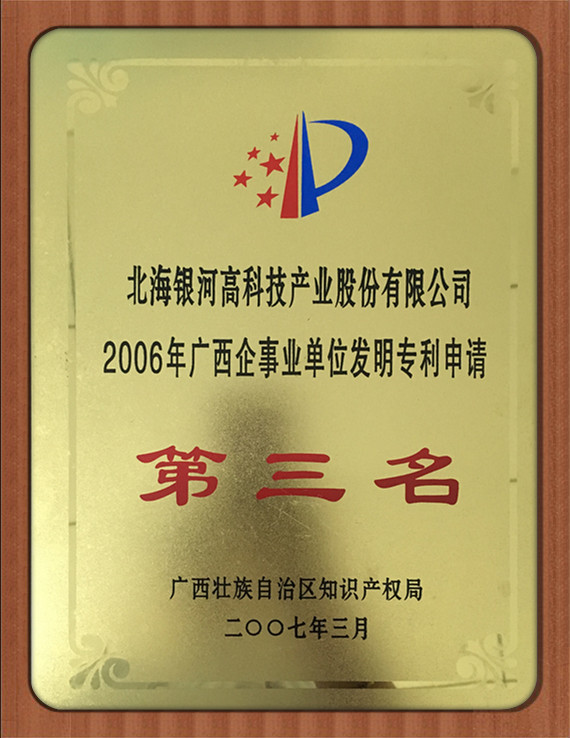 北海银河高科技产业股份有限公司
2006年广西企事业单位发明专利申请
第三名
广西壮族自治区知识产权局
二〇〇七年三月